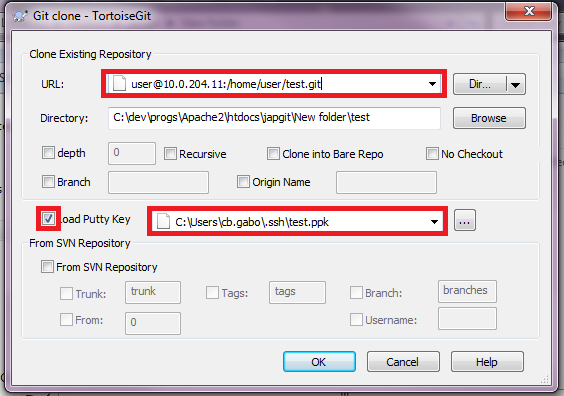 Git clone - TortoiseGit
Clone Existing Repository
URL: user@10.0.204.11:/home/user/test.git Dir...
Directory: C:\dev\progs\Apache2\htdocs\japgit\New folder\test Browse
depth 0 Recursive Clone into Bare Repo No Checkout
Branch Origin Name
Load Putty Key C:\Users\cb.gabo\.ssh\test.ppk ...
From SVN Repository
From SVN Repository
Trunk: trunk Tags: tags Branch: branches
From: 0 Username:
OK Cancel Help